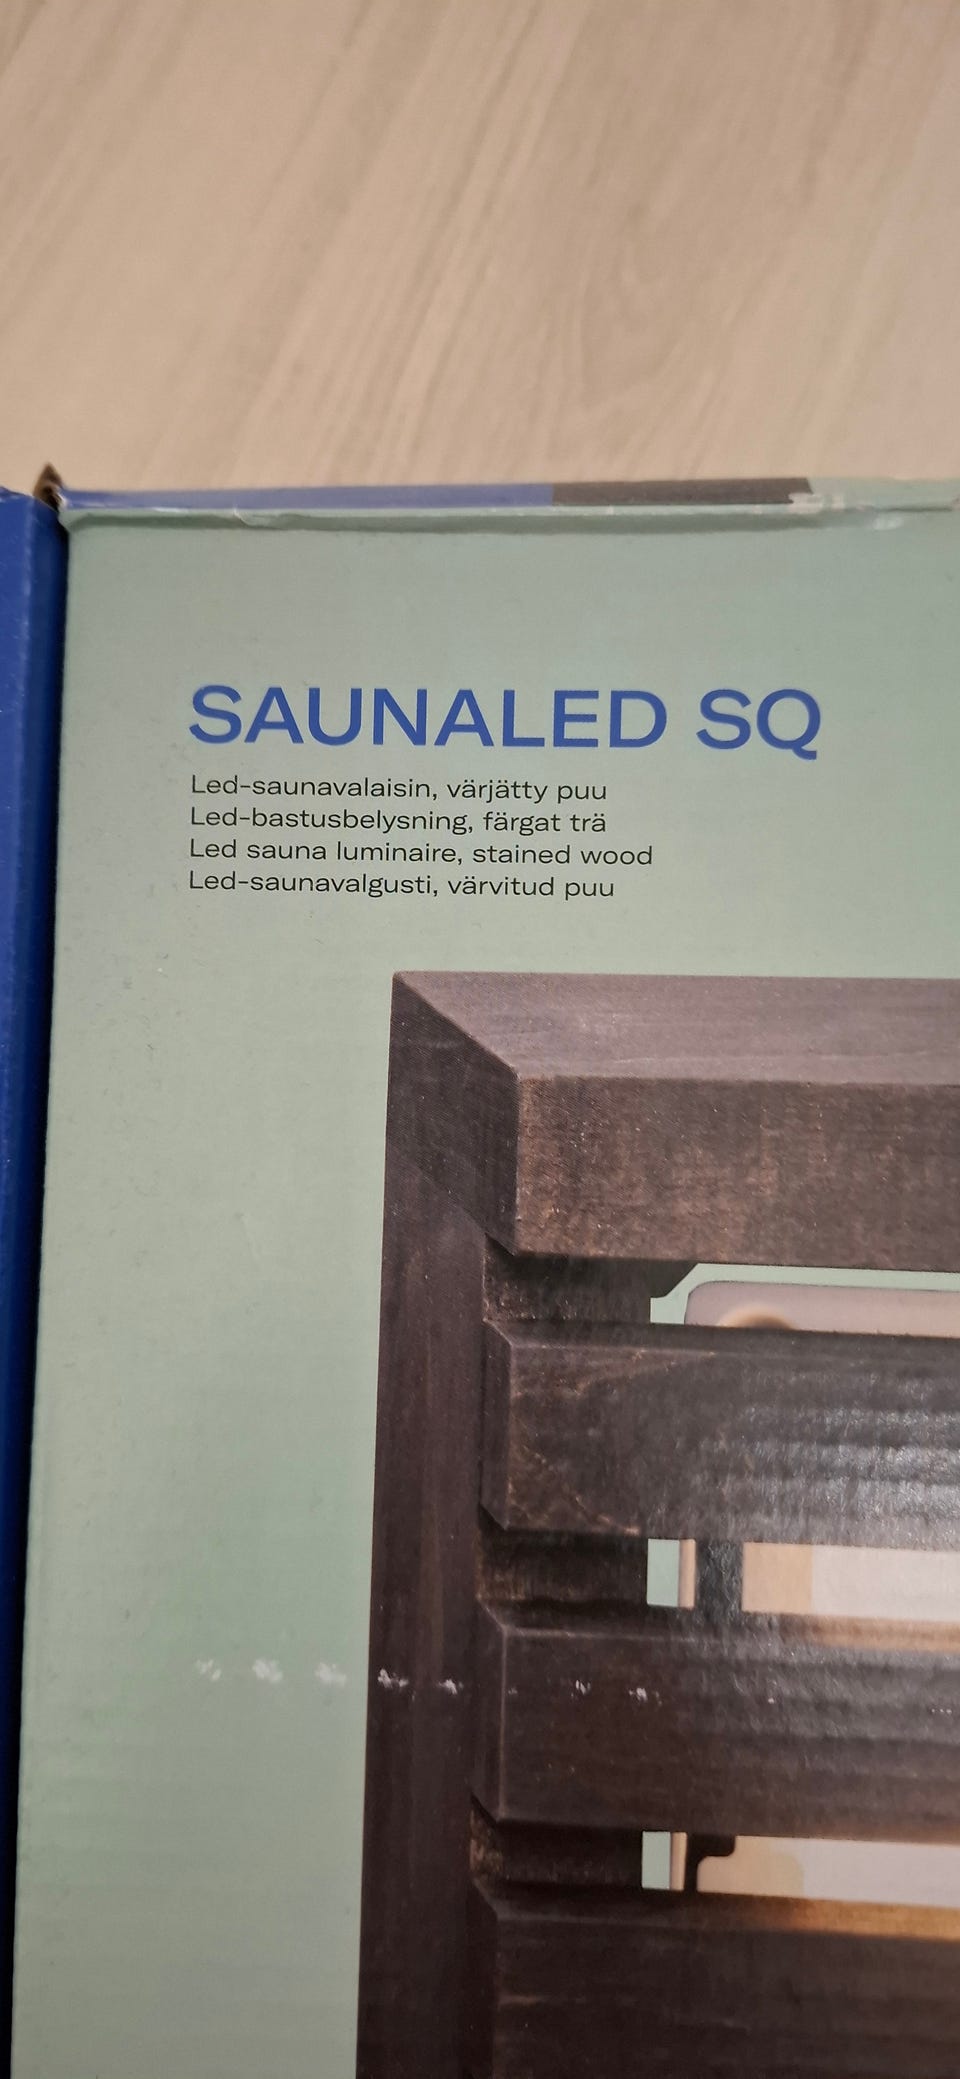 SAUNALED SQ
Led-saunavalaisin, värjätty puu
Led-bastusbelysning, färgat trä
Led sauna luminaire, stained wood
Led-saunavalgusti, värvitud puu